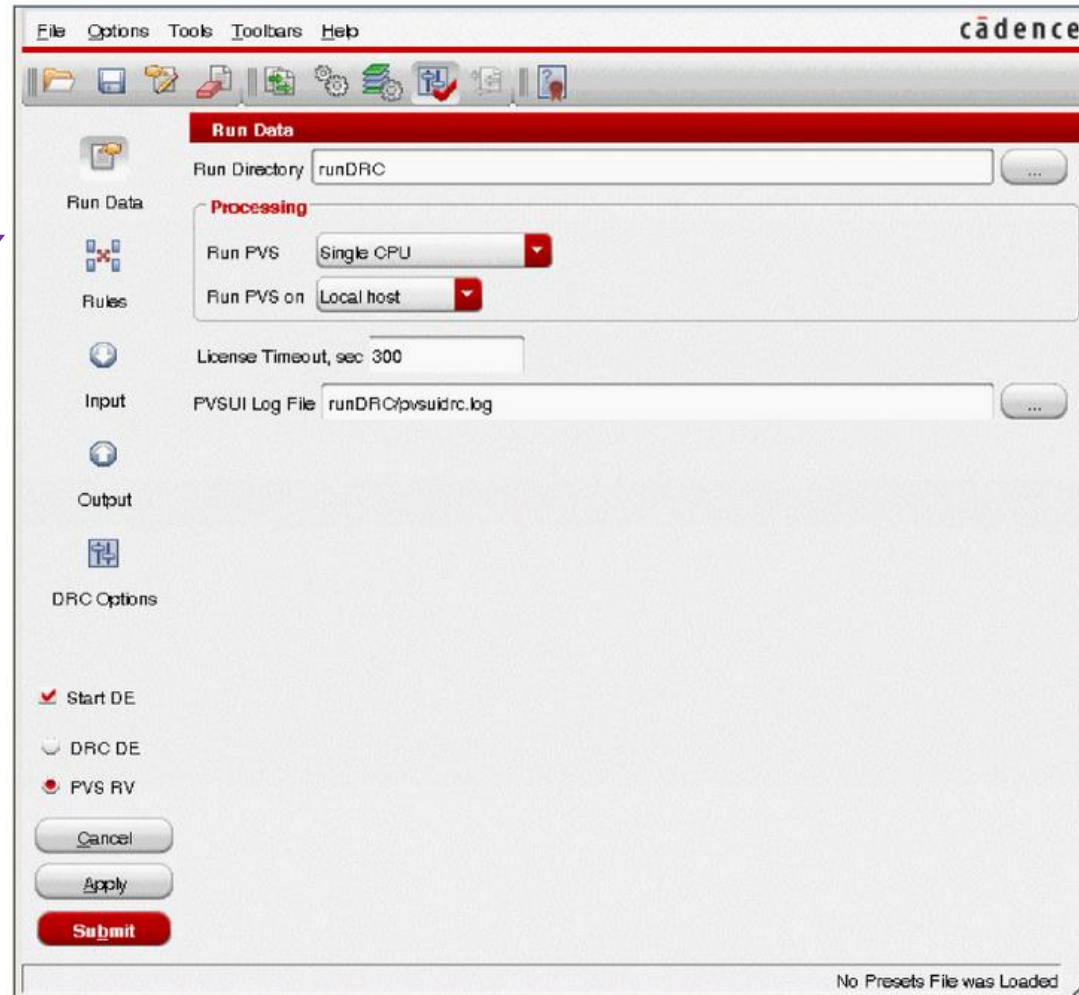 File Options Tools Toolbars Help cādence
Run Data
Run Directory runDRC ...
Run Data
Processing
Run PVS Single CPU
Rules
Run PVS on Local host
License Timeout, sec 300
Input
PVSUI Log File runDRC/pvsuidrc.log ...
Output
DRC Options
Start DE
DRC DE
PVS RV
Cancel
Apply
Submit
No Presets File was Loaded